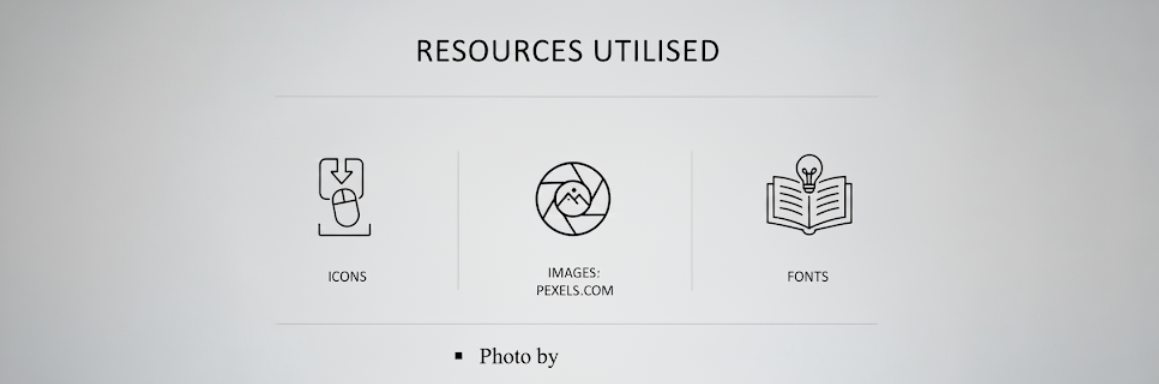 RESOURCES UTILISED
ICONS
IMAGES:
PEXELS.COM
FONTS
▪ Photo by